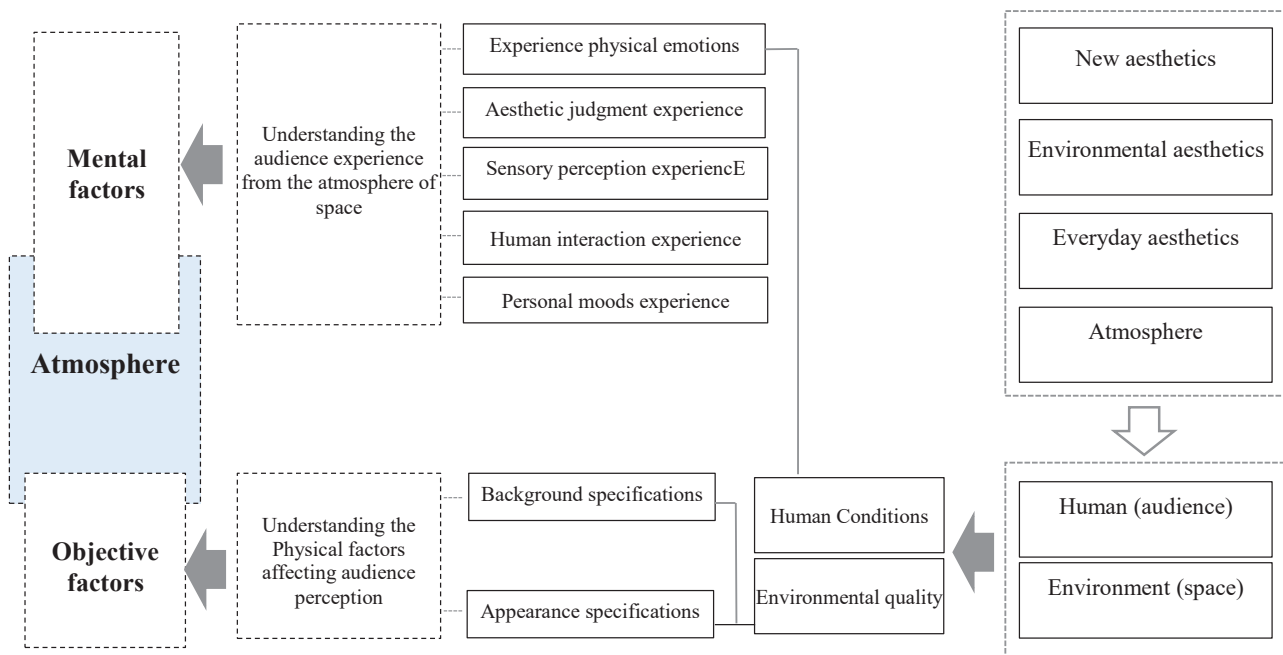 Experience physical emotions
Aesthetic judgment experience
Sensory perception experiencE
Human interaction experience
Personal moods experience
Understanding the
audience experience
from the atmosphere of
space
Mental
factors
Atmosphere
Objective
factors
Understanding the
Physical factors
affecting audience
perception
Background specifications
Appearance specifications
Human Conditions
Environmental quality
New aesthetics
Environmental aesthetics
Everyday aesthetics
Atmosphere
Human (audience)
Environment (space)